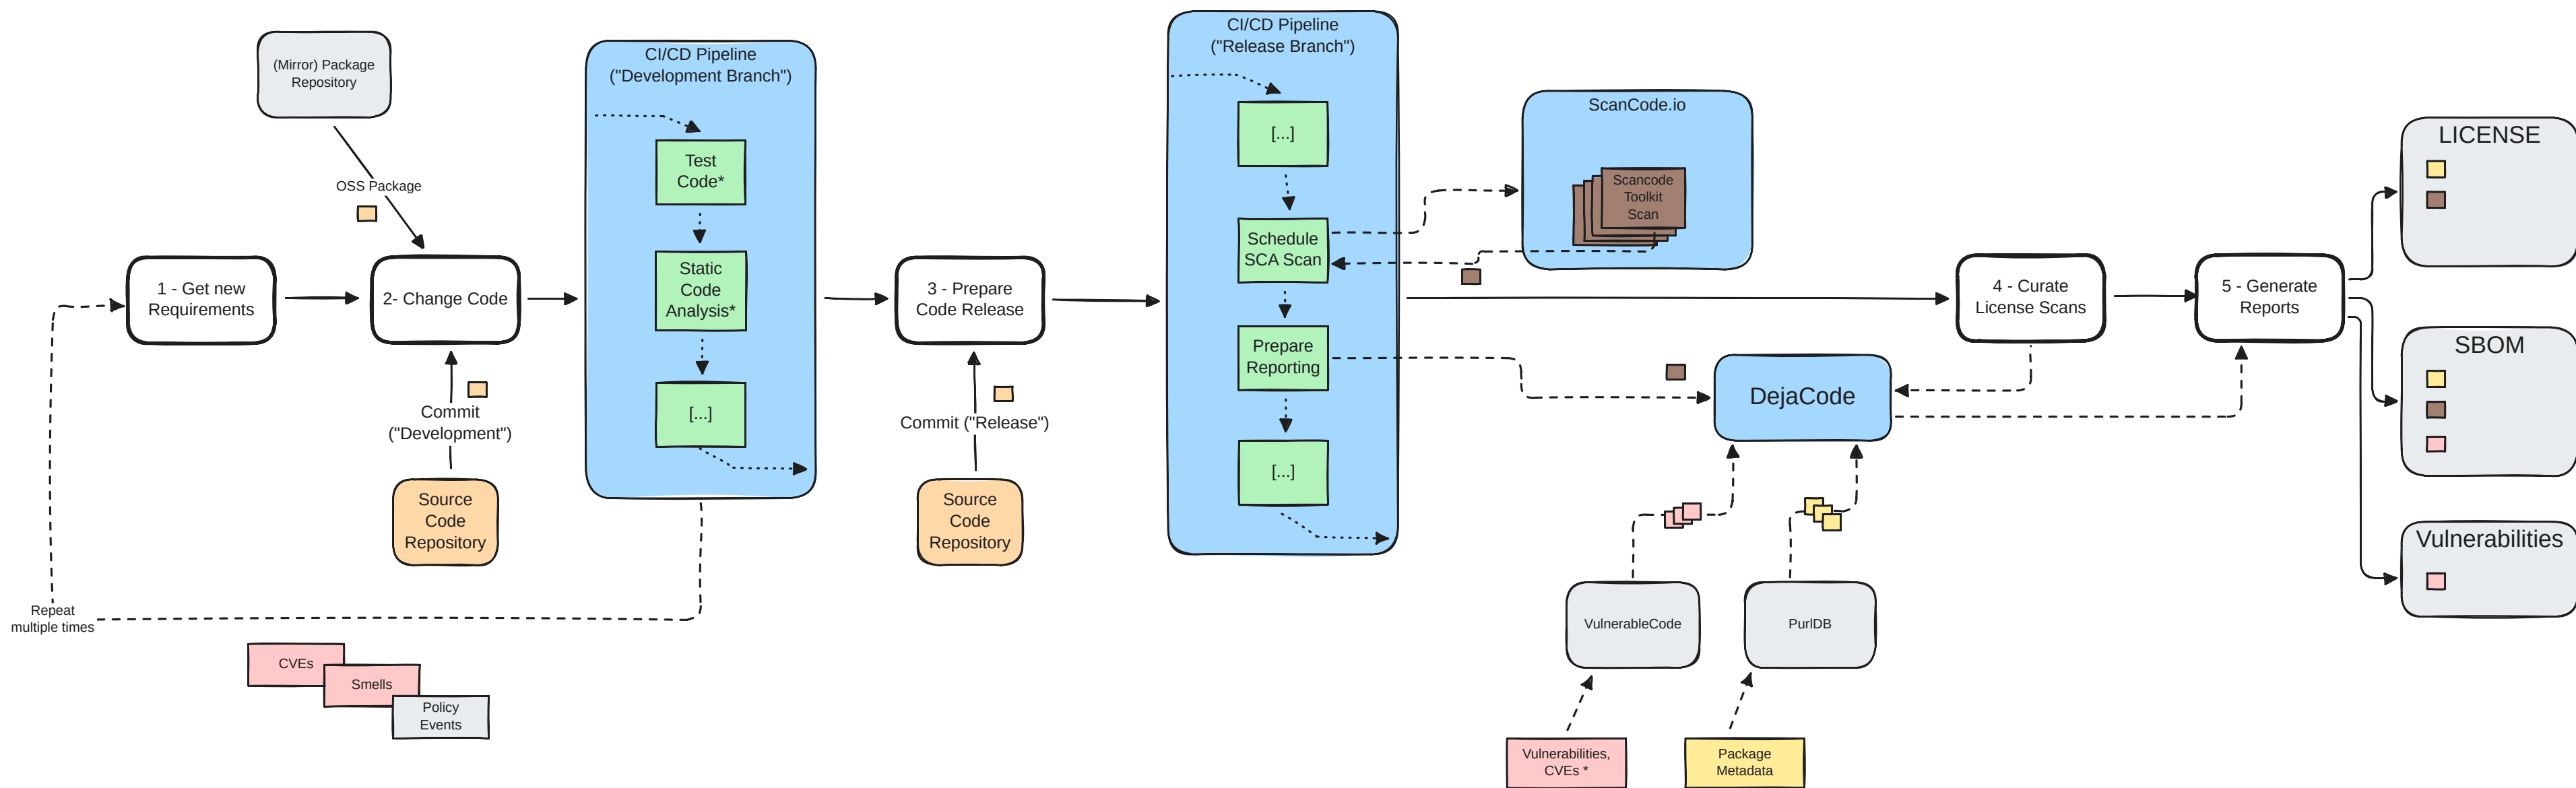 (Mirror) Package
Repository
OSS Package
1 - Get new
Requirements
2- Change Code
Commit
("Development")
Source
Code
Repository
Repeat
multiple times
CVEs
Smells
Policy
Events
CI/CD Pipeline
("Development Branch")
Test
Code*
Static
Code
Analysis*
[...]
3 - Prepare
Code Release
Commit ("Release")
Source
Code
Repository
CI/CD Pipeline
("Release Branch")
[...]
Schedule
SCA Scan
Prepare
Reporting
[...]
ScanCode.io
Scancode
Toolkit
Scan
DejaCode
VulnerableCode
PurlDB
Vulnerabilities,
CVEs *
Package
Metadata
4 - Curate
License Scans
5 - Generate
Reports
LICENSE
SBOM
Vulnerabilities